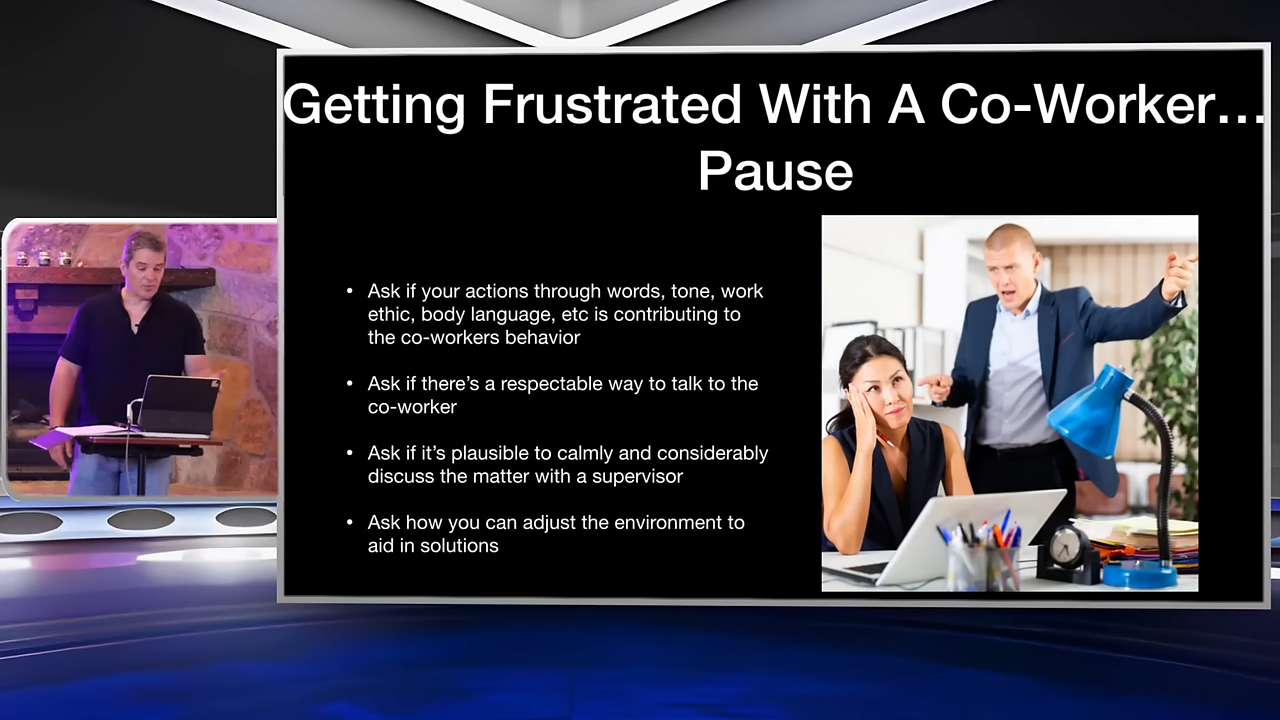 Getting Frustrated With A Co-Worker...
Pause
• Ask if your actions through words, tone, work
ethic, body language, etc is contributing to
the co-workers behavior
• Ask if there’s a respectable way to talk to the
co-worker
• Ask if it’s plausible to calmly and considerably
discuss the matter with a supervisor
• Ask how you can adjust the environment to
aid in solutions